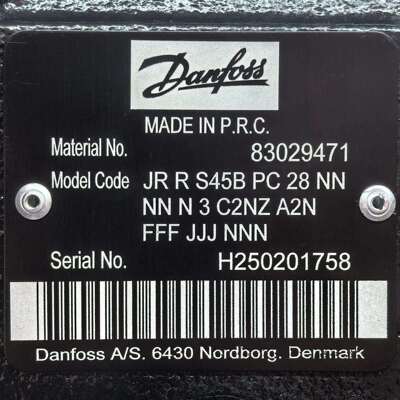 Danfoss
MADE IN P.R.C.
Material No. 83029471
Model Code JR R S45B PC 28 NN
NN N 3 C2NZ A2N
FFF JJJ NNN
Serial No. H250201758
Danfoss A/S. 6430 Nordborg. Denmark